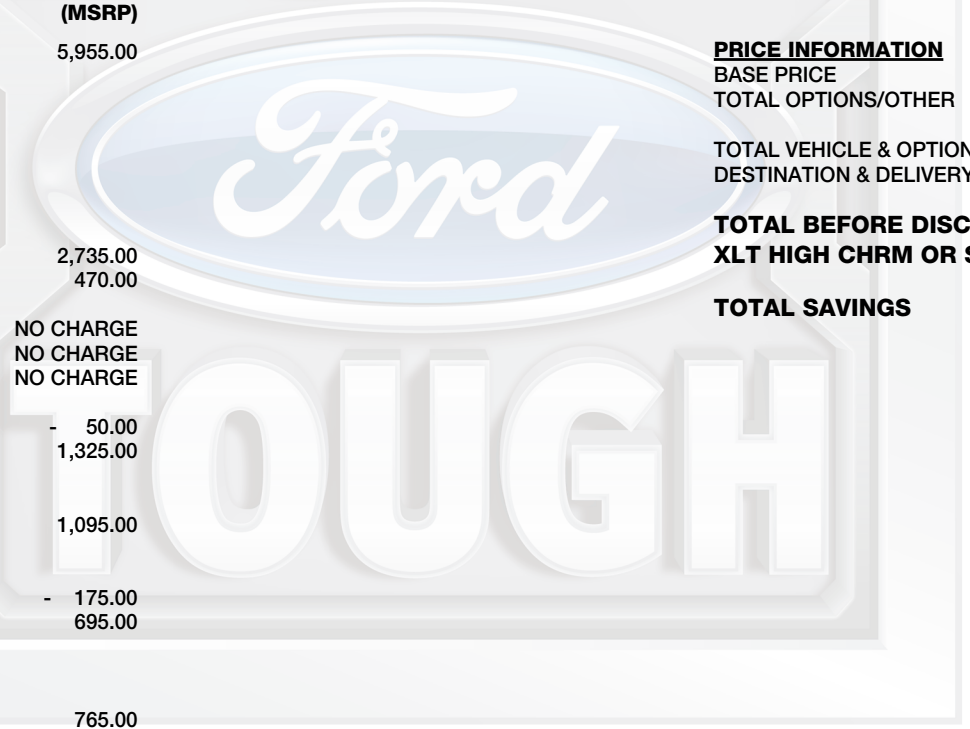 (MSRP)
5,955.00
2,735.00
470.00
NO CHARGE
NO CHARGE
NO CHARGE
- 50.00
1,325.00
1,095.00
- 175.00
695.00
765.00
PRICE INFORMATION
BASE PRICE
TOTAL OPTIONS/OTHER
TOTAL VEHICLE & OPTION
DESTINATION & DELIVERY
TOTAL BEFORE DISC
XLT HIGH CHRM OR S
TOTAL SAVINGS
Ford
TOUGH